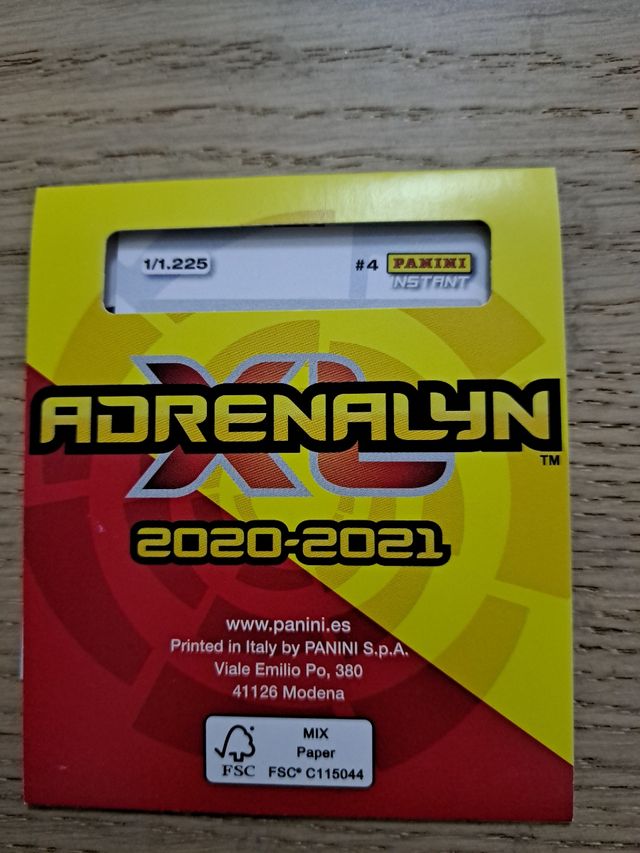 1/1.225 #4 PANINI
INSTANT
XL
ADRENALYN
TM
2020-2021
www.panini.es
Printed in Italy by PANINI S.p.A.
Viale Emilio Po, 380
41126 Modena
MIX
Paper
FSC FSC® C115044